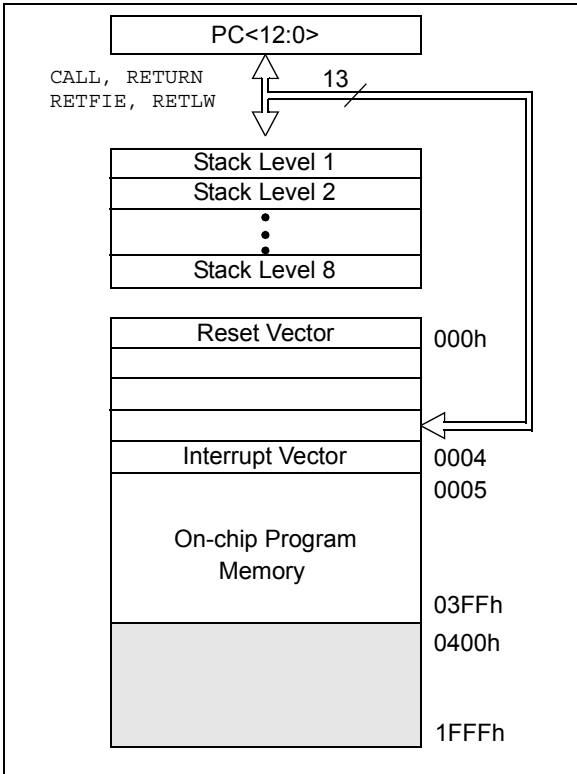 PC<12:0>
CALL, RETURN
13
RETFIE, RETLW
Stack Level 1
Stack Level 2
Stack Level 8
Reset Vector
000h
Interrupt Vector
0004
0005
On-chip Program
Memory
03FFh
0400h
1FFFh